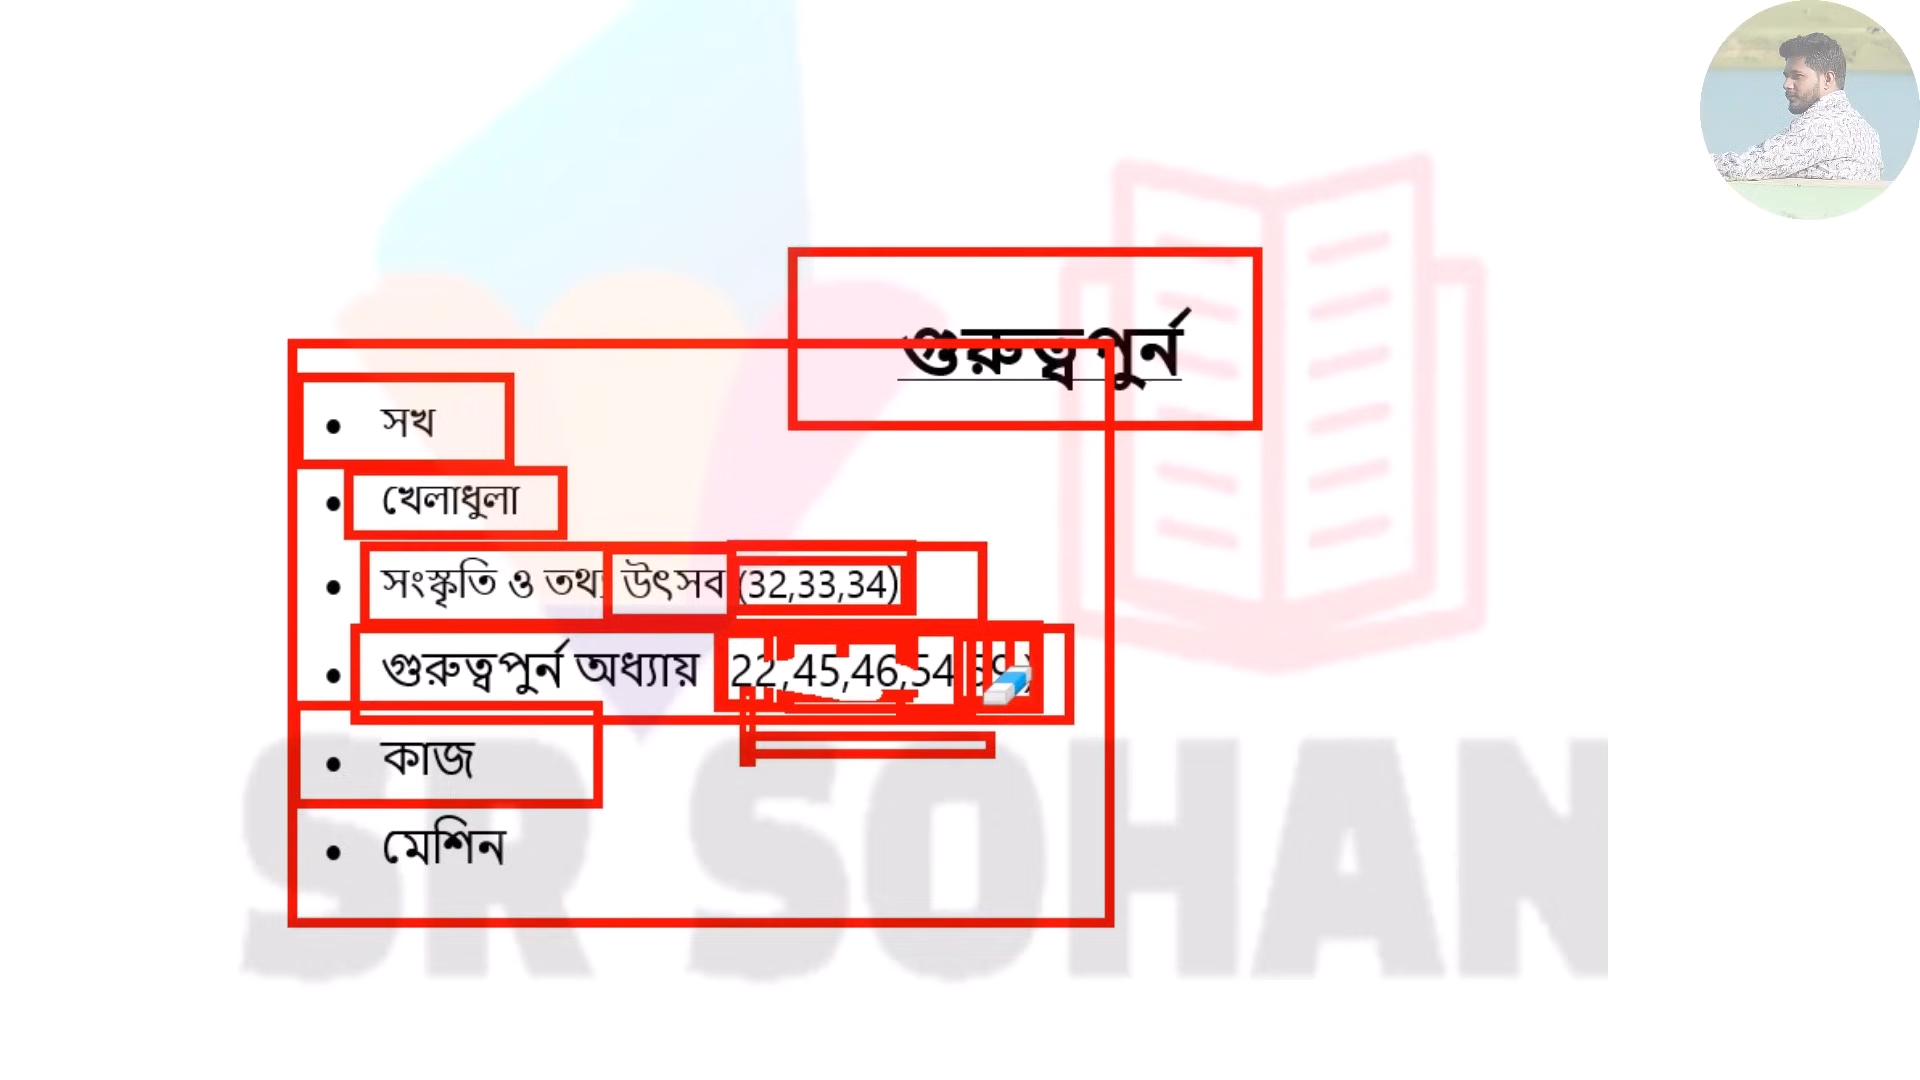 গুরুত্বপুর্ন
• সখ
• খেলাধুলা
• সংস্কৃতি ও তথ্য উৎসব (32,33,34)
• গুরুত্বপুর্ন অধ্যায় 22,45,46,54
• কাজ
• মেশিন
SR SOHAN